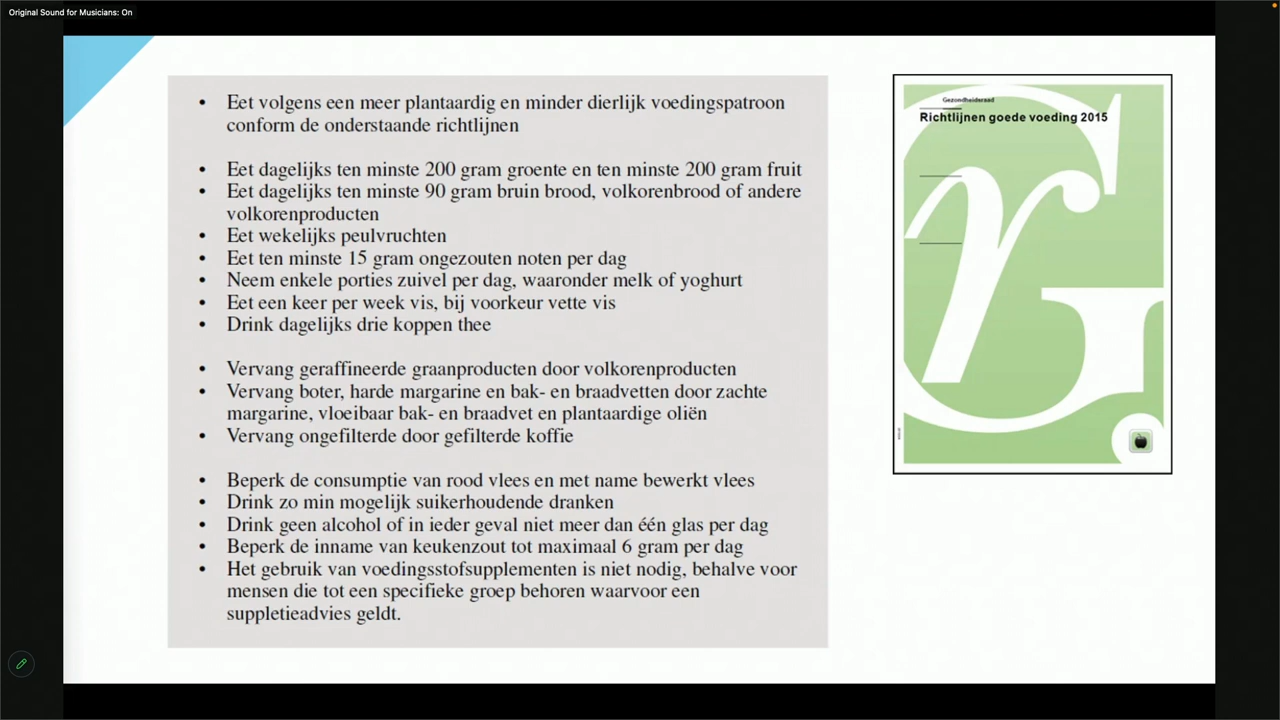 Original Sound for Musicians: On
• Eet volgens een meer plantaardig en minder dierlijk voedingspatroon
conform de onderstaande richtlijnen
• Eet dagelijks ten minste 200 gram groente en ten minste 200 gram fruit
• Eet dagelijks ten minste 90 gram bruin brood, volkorenbrood of andere
volkorenproducten
• Eet wekelijks peulvruchten
• Eet ten minste 15 gram ongezouten noten per dag
• Neem enkele porties zuivel per dag, waaronder melk of yoghurt
• Eet een keer per week vis, bij voorkeur vette vis
• Drink dagelijks drie koppen thee
• Vervang geraffineerde graanproducten door volkorenproducten
• Vervang boter, harde margarine en bak- en braadvetten door zachte
margarine, vloeibaar bak- en braadvet en plantaardige oliën
• Vervang ongefilterde door gefilterde koffie
• Beperk de consumptie van rood vlees en met name bewerkt vlees
• Drink zo min mogelijk suikerhoudende dranken
• Drink geen alcohol of in ieder geval niet meer dan één glas per dag
• Beperk de inname van keukenzout tot maximaal 6 gram per dag
• Het gebruik van voedingsstofsupplementen is niet nodig, behalve voor
mensen die tot een specifieke groep behoren waarvoor een
suppletieadvies geldt.
Gezondheidsraad
Richtlijnen goede voeding 2015